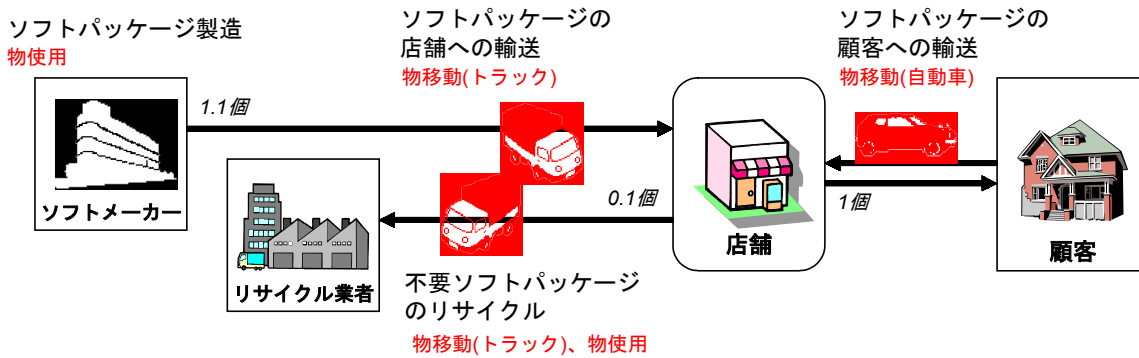 ソフトパッケージ製造
物使用
ソフトパッケージの
店舗への輸送
物移動(トラック)
ソフトパッケージの
顧客への輸送
物移動(自動車)
1.1個
ソフトメーカー
リサイクル業者
0.1個
店舗
1個
顧客
不要ソフトパッケージ
のリサイクル
物移動(トラック)、物使用